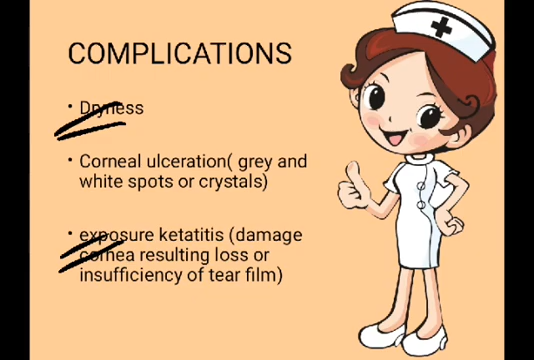 COMPLICATIONS
• Dryness
• Corneal ulceration( grey and
white spots or crystals)
• exposure ketatitis (damage
cornea resulting loss or
insufficiency of tear film)